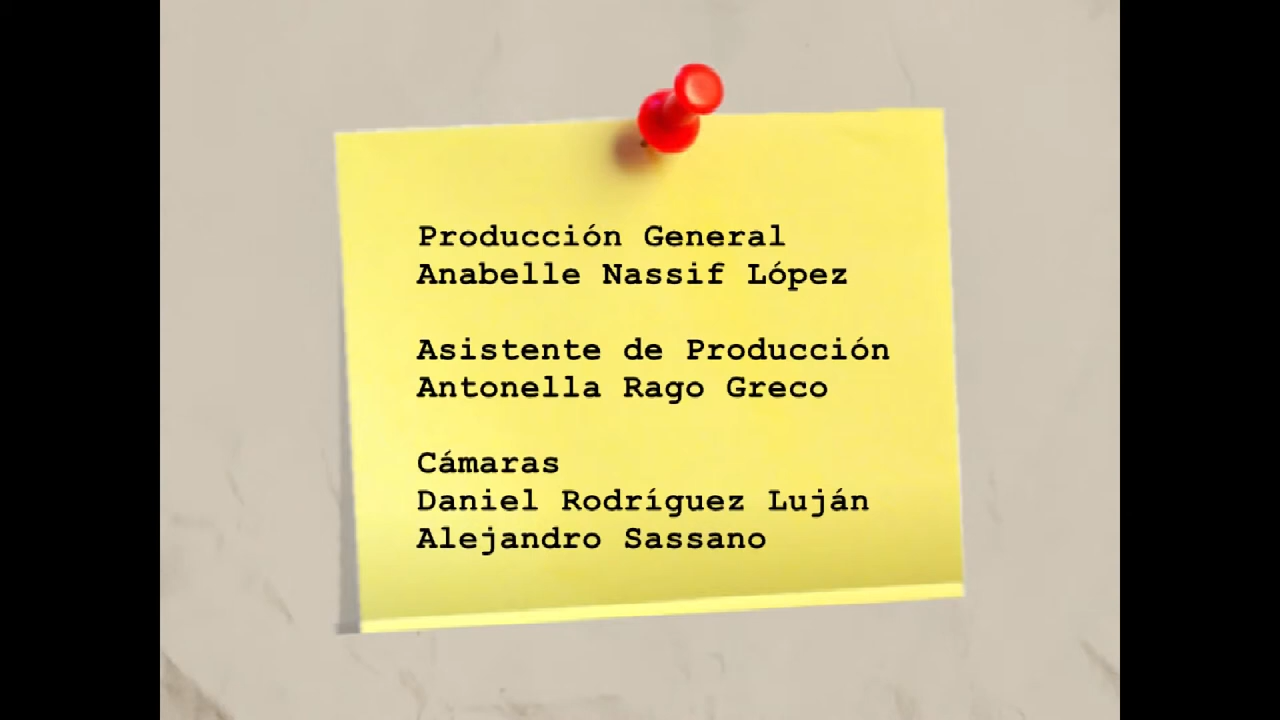 Producción General
Anabelle Nassif López
Asistente de Producción
Antonella Rago Greco
Cámaras
Daniel Rodríguez Luján
Alejandro Sassano